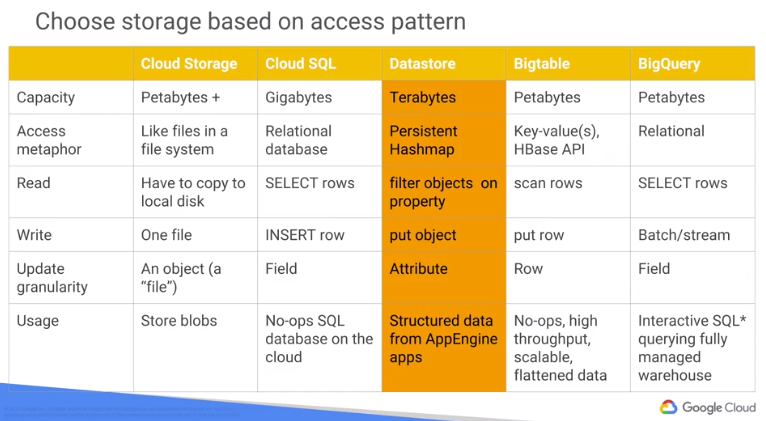 Choose storage based on access pattern
Cloud Storage Cloud SQL Datastore Bigtable BigQuery
Capacity Petabytes + Gigabytes Terabytes Petabytes Petabytes
Access Like files in a Relational Persistent Key-value(s), Relational
metaphor file system database Hashmap HBase API
Read Have to copy to SELECT rows filter objects on scan rows SELECT rows
local disk property
Write One file INSERT row put object put row Batch/stream
Update An object (a Field Attribute Row Field
granularity “file”)
Usage Store blobs No-ops SQL Structured data No-ops, high Interactive SQL*
database on the from AppEngine throughput, querying fully
cloud apps scalable, managed
flattened data warehouse
Google Cloud